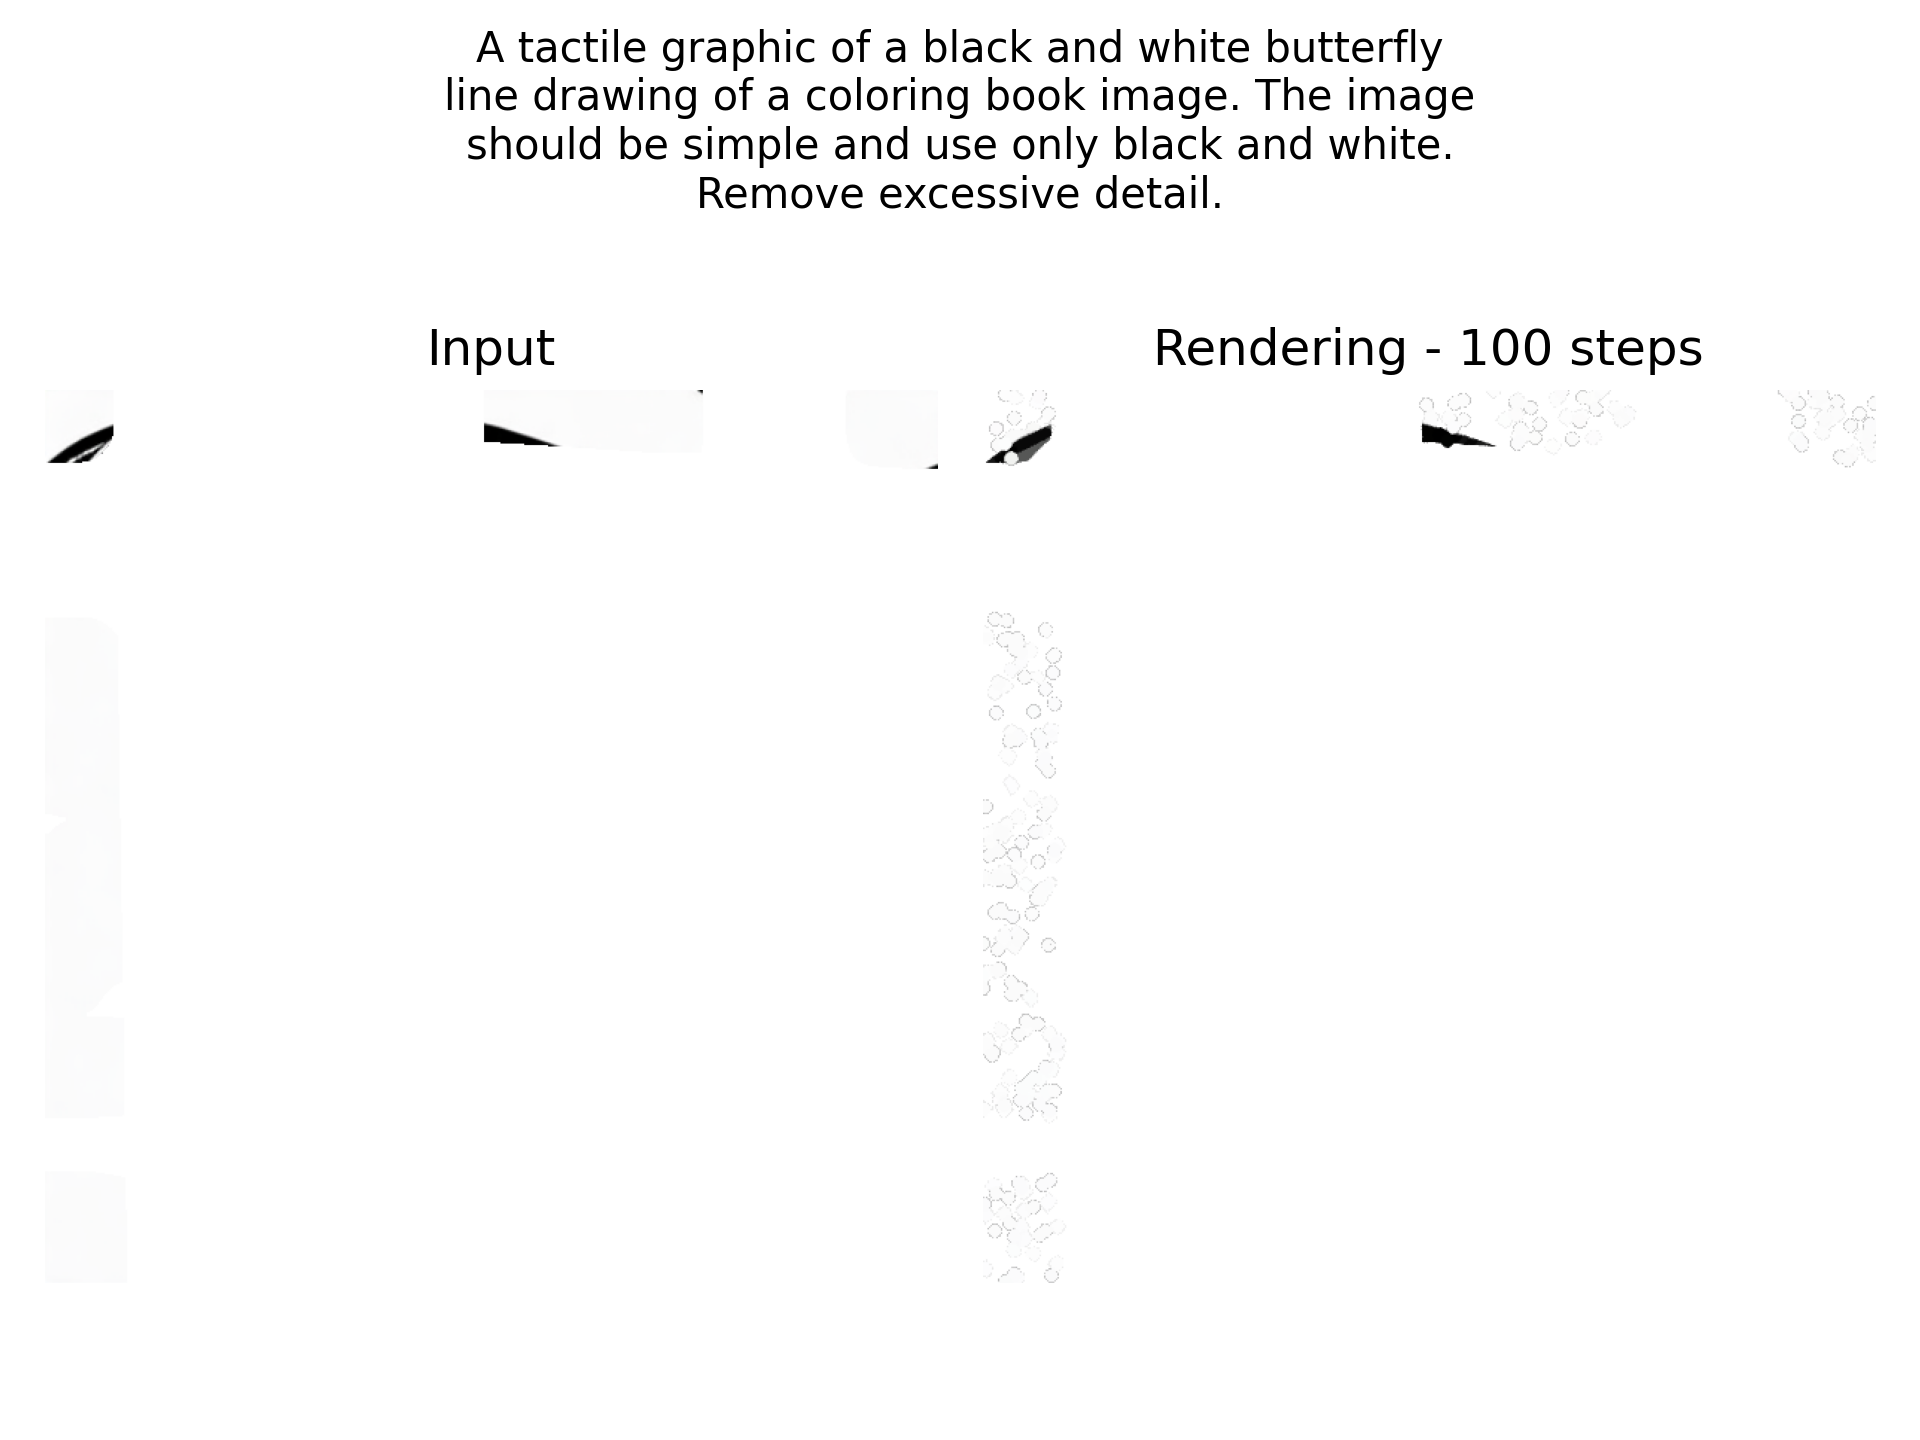 A tactile graphic of a black and white butterfly
line drawing of a coloring book image. The image
should be simple and use only black and white.
Remove excessive detail.
Input
Rendering - 100 steps